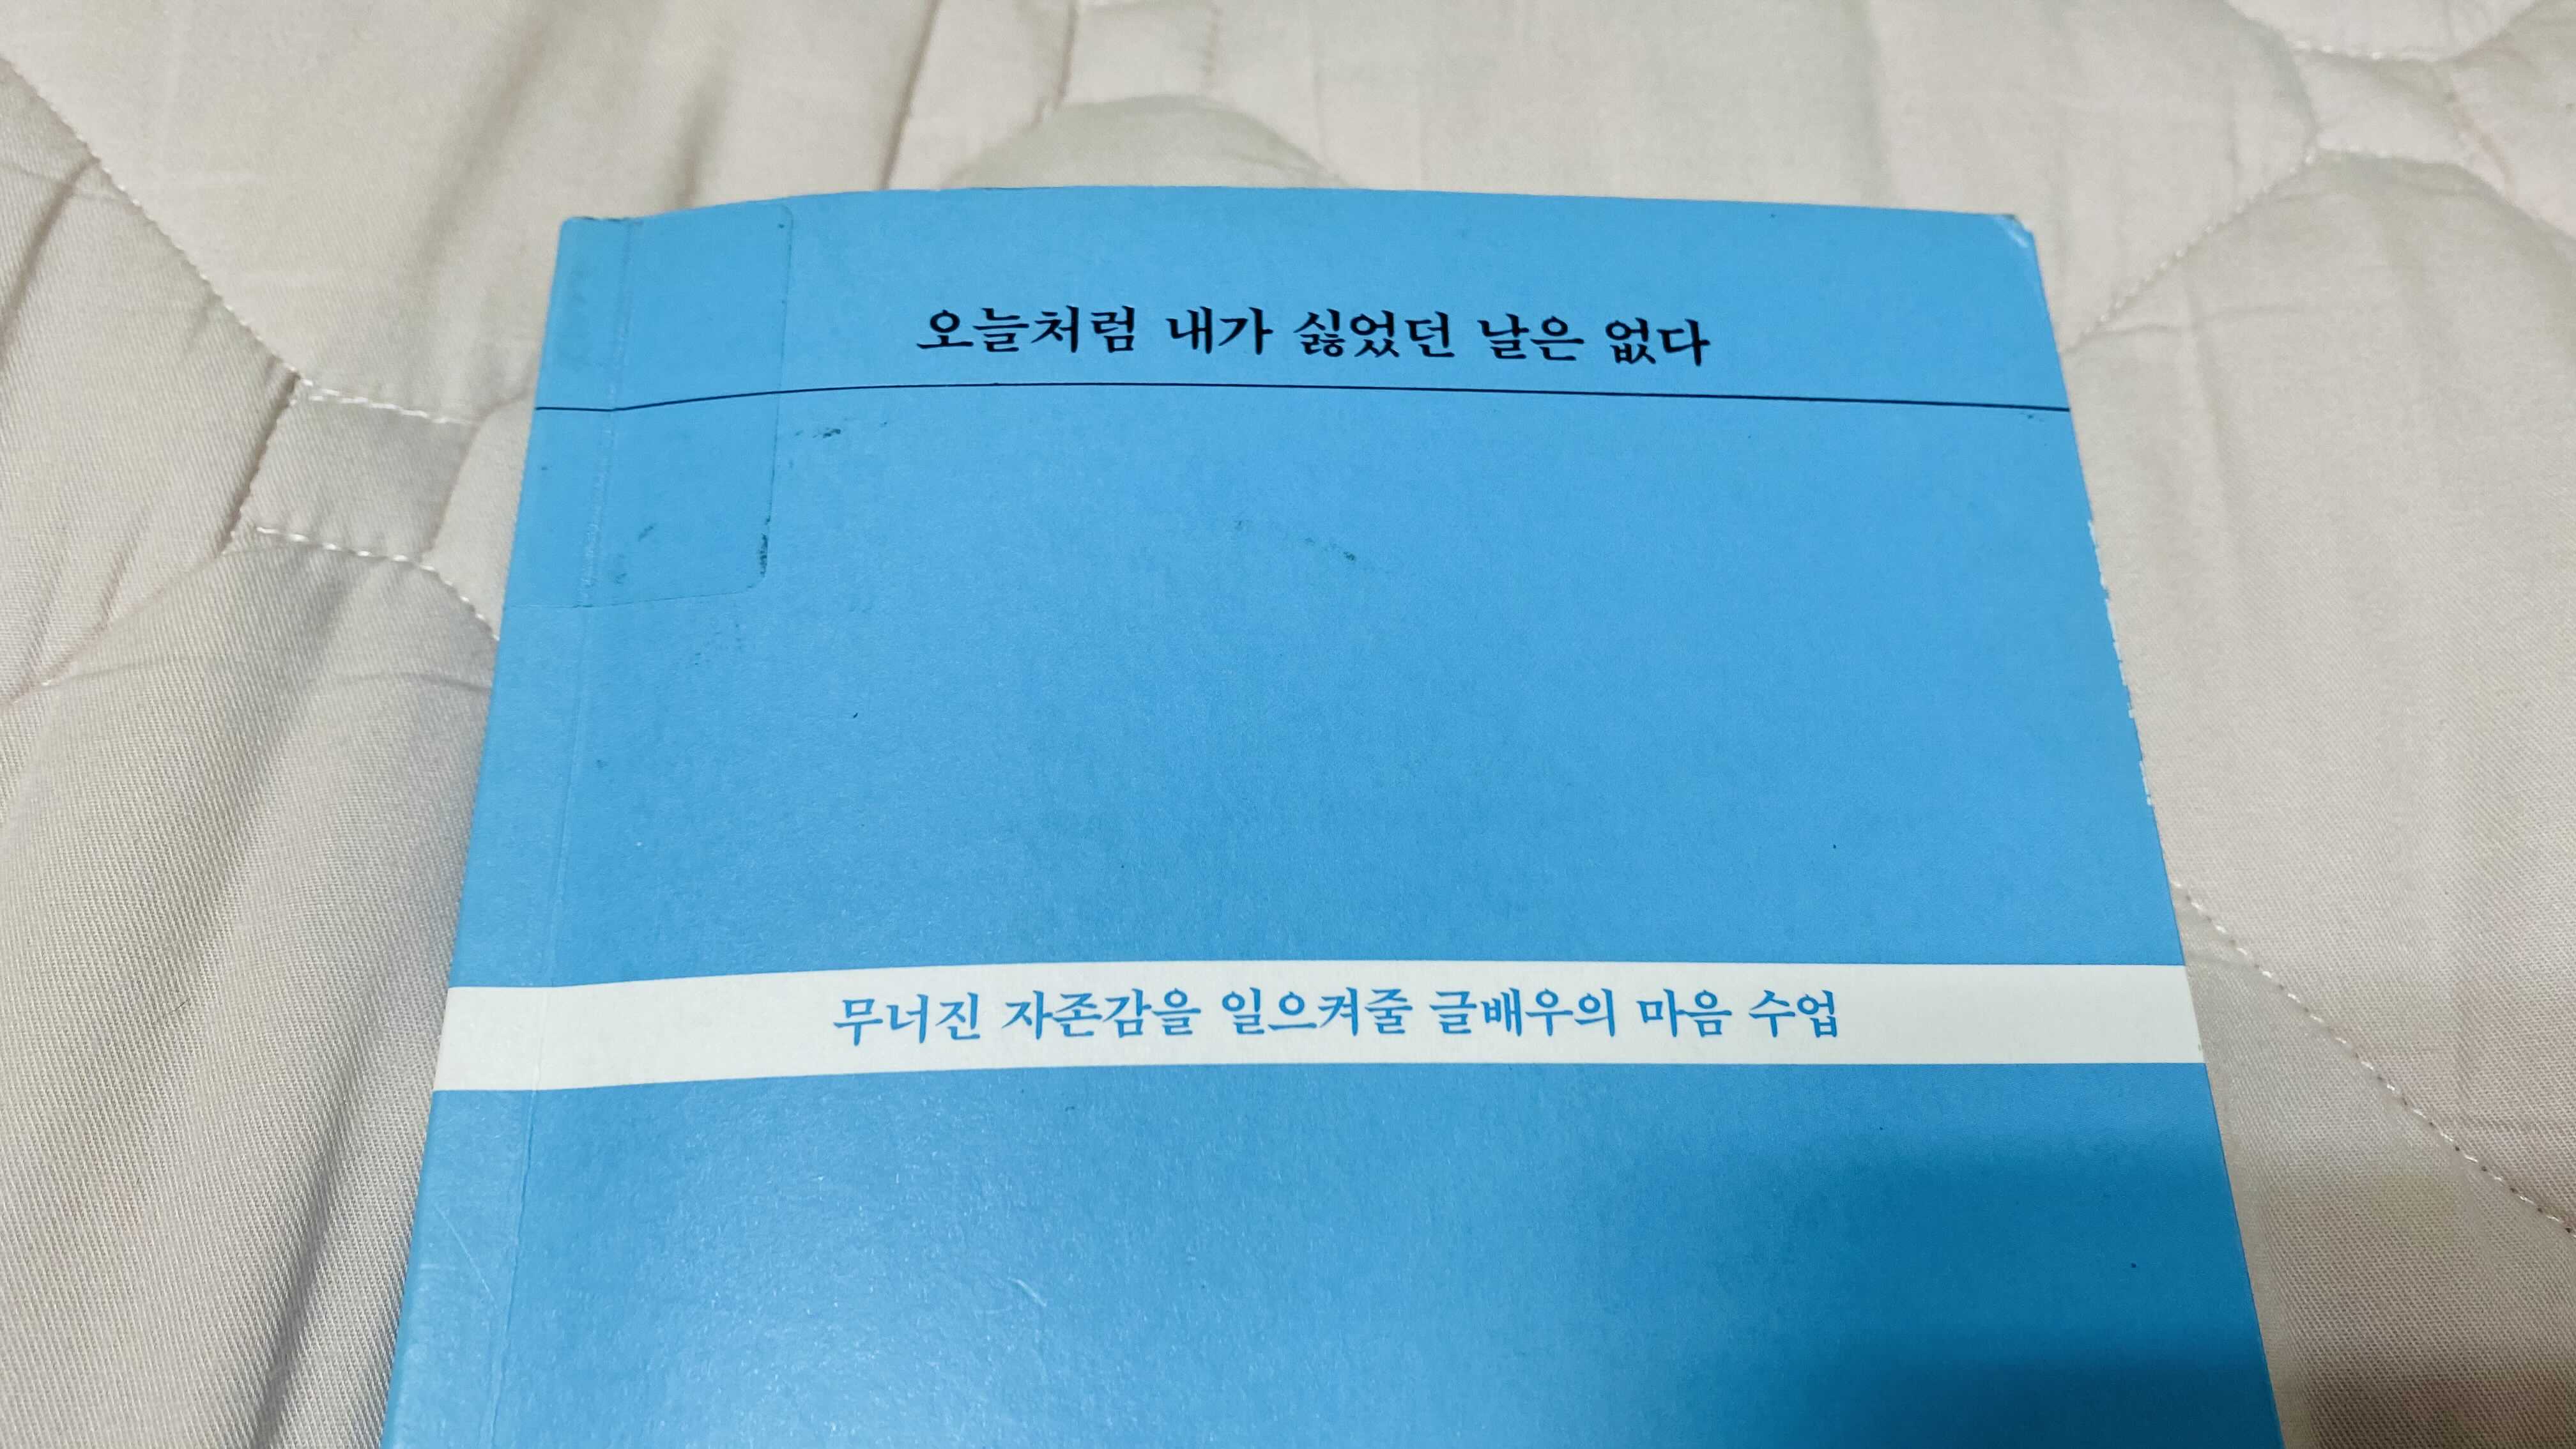 오늘처럼 내가 싫었던 날은 없다
무너진 자존감을 일으켜줄 글배우의 마음 수업